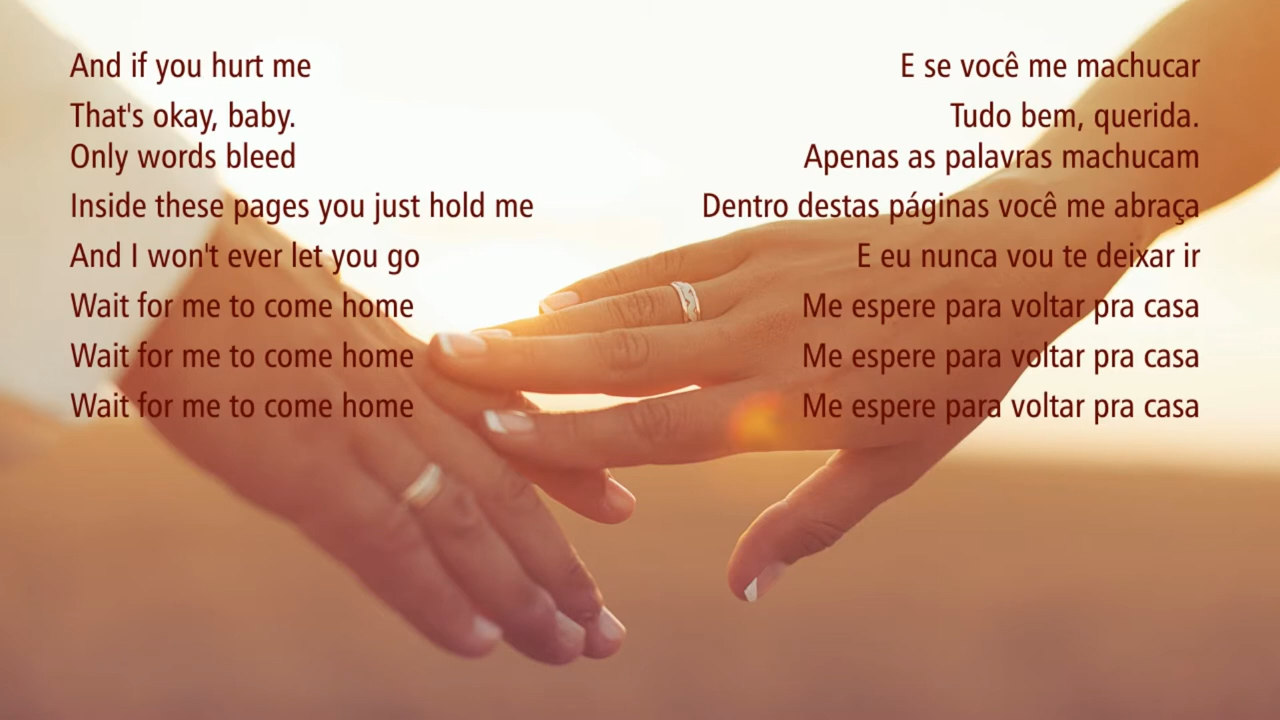 And if you hurt me
That's okay, baby.
Only words bleed
Inside these pages you just hold me
And I won't ever let you go
Wait for me to come home
Wait for me to come home
Wait for me to come home
E se você me machucar
Tudo bem, querida.
Apenas as palavras machucam
Dentro destas páginas você me abraça
E eu nunca vou te deixar ir
Me espere para voltar pra casa
Me espere para voltar pra casa
Me espere para voltar pra casa